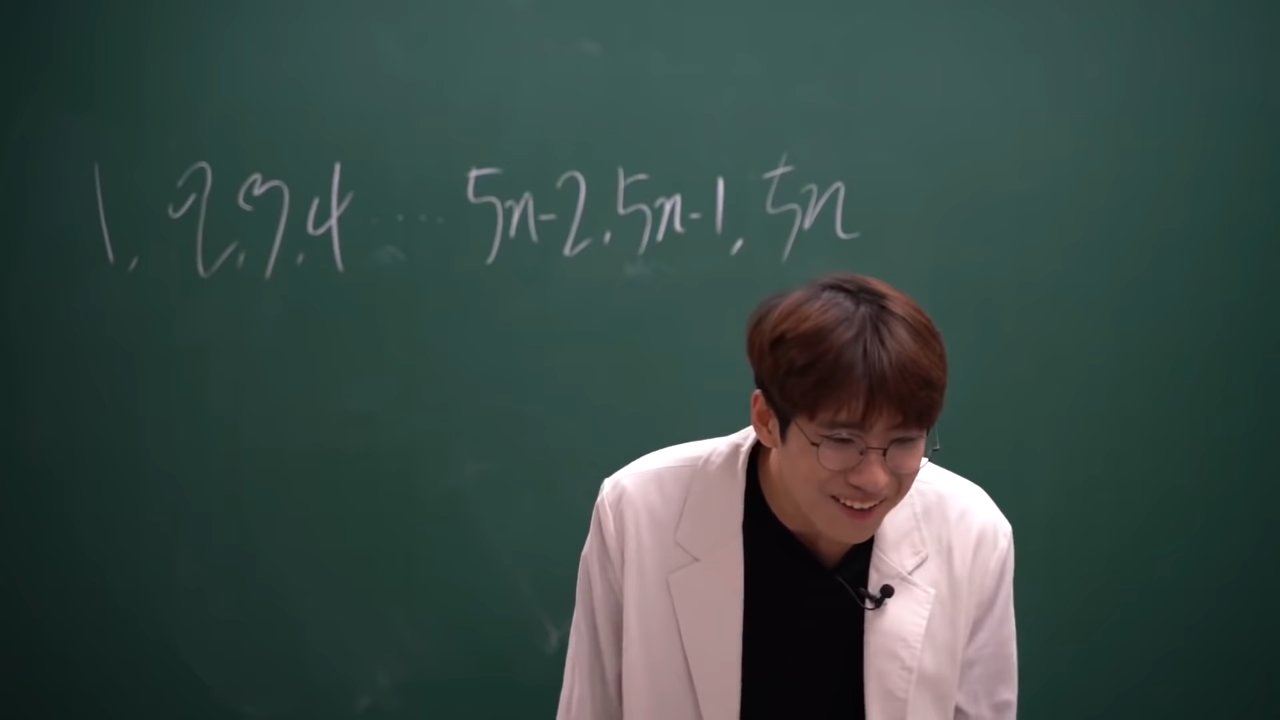 1, 2, 3, 4 .... 5n-2, 5n-1, 5n